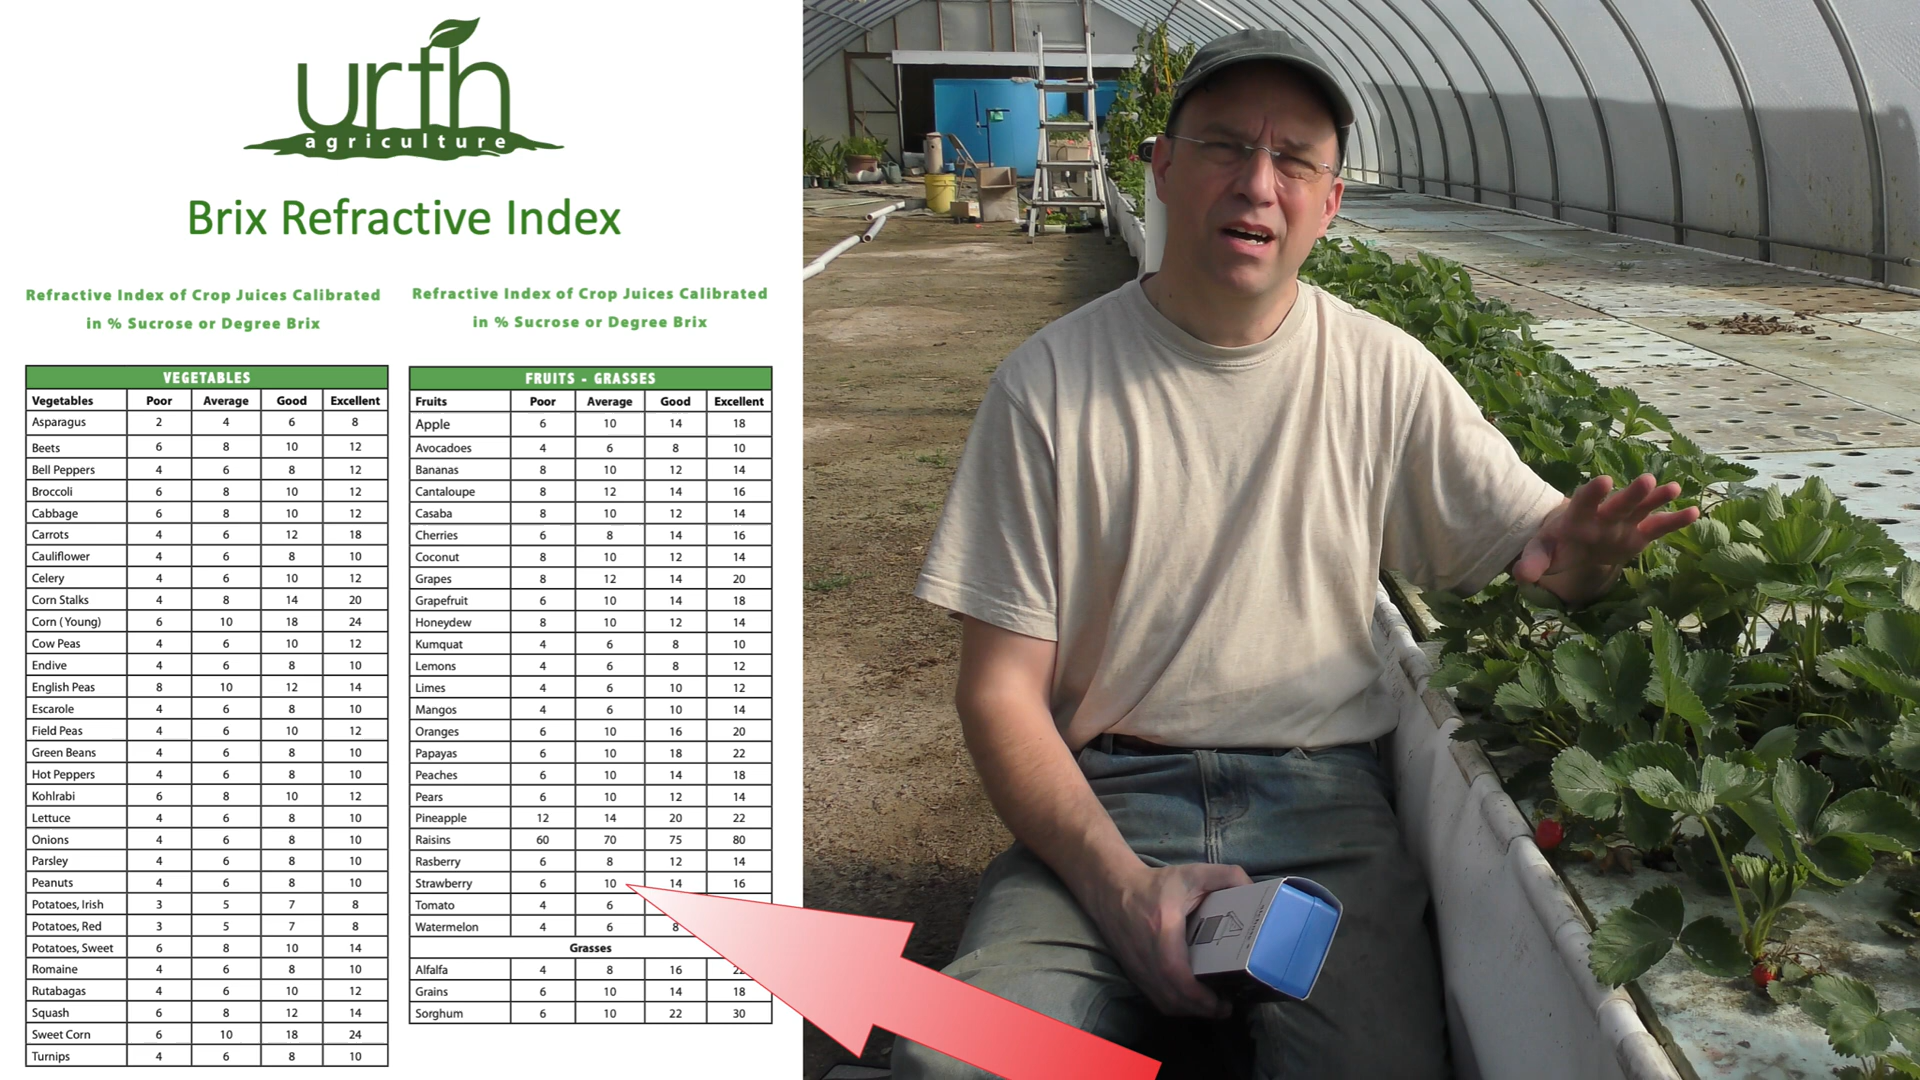 urth
agriculture
Brix Refractive Index
Refractive Index of Crop Juices Calibrated
in % Sucrose or Degree Brix
VEGETABLES
Vegetables Poor Average Good Excellent
Asparagus 2 4 6 8
Beets 6 8 10 12
Bell Peppers 4 6 8 12
Broccoli 6 8 10 12
Cabbage 6 8 10 12
Carrots 4 6 12 18
Cauliflower 4 6 8 10
Celery 4 6 10 12
Corn Stalks 4 8 14 20
Corn ( Young) 6 10 18 24
Cow Peas 4 6 10 12
Endive 4 6 8 10
English Peas 8 10 12 14
Escarole 4 6 8 10
Field Peas 4 6 10 12
Green Beans 4 6 8 10
Hot Peppers 4 6 8 10
Kohlrabi 6 8 10 12
Lettuce 4 6 8 10
Onions 4 6 8 10
Parsley 4 6 8 10
Peanuts 4 6 8 10
Potatoes, Irish 3 5 7 8
Potatoes, Red 3 5 7 8
Potatoes, Sweet 6 8 10 14
Romaine 4 6 8 10
Rutabagas 4 6 10 12
Squash 6 8 12 14
Sweet Corn 6 10 18 24
Turnips 4 6 8 10
Refractive Index of Crop Juices Calibrated
in % Sucrose or Degree Brix
FRUITS - GRASSES
Fruits Poor Average Good Excellent
Apple 6 10 14 18
Avocadoes 4 6 8 10
Bananas 8 10 12 14
Cantaloupe 8 12 14 16
Casaba 8 10 12 14
Cherries 6 8 14 16
Coconut 8 10 12 14
Grapes 8 12 14 20
Grapefruit 6 10 14 18
Honeydew 8 10 12 14
Kumquat 4 6 8 10
Lemons 4 6 8 12
Limes 4 6 10 12
Mangos 4 6 10 14
Oranges 6 10 16 20
Papayas 6 10 18 22
Peaches 6 10 14 18
Pears 6 10 12 14
Pineapple 12 14 20 22
Raisins 60 70 75 80
Rasberry 6 8 12 14
Strawberry 6 10 14 16
Tomato 4 6
Watermelon 4 6 8
Grasses
Alfalfa 4 8 16
Grains 6 10 14 18
Sorghum 6 10 22 30